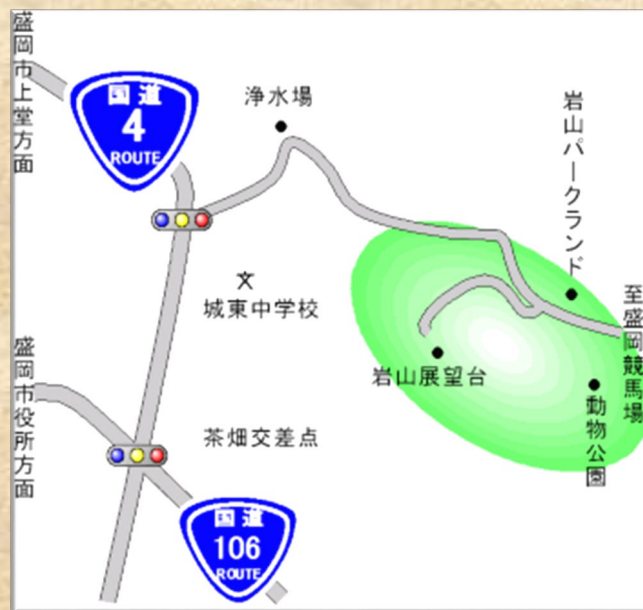 盛岡市上堂方面
国道
4
ROUTE
浄水場
岩山パークランド
城東中学校
至盛岡競馬場
岩山展望台
動物公園
盛岡市役所方面
茶畑交差点
国道
106
ROUTE